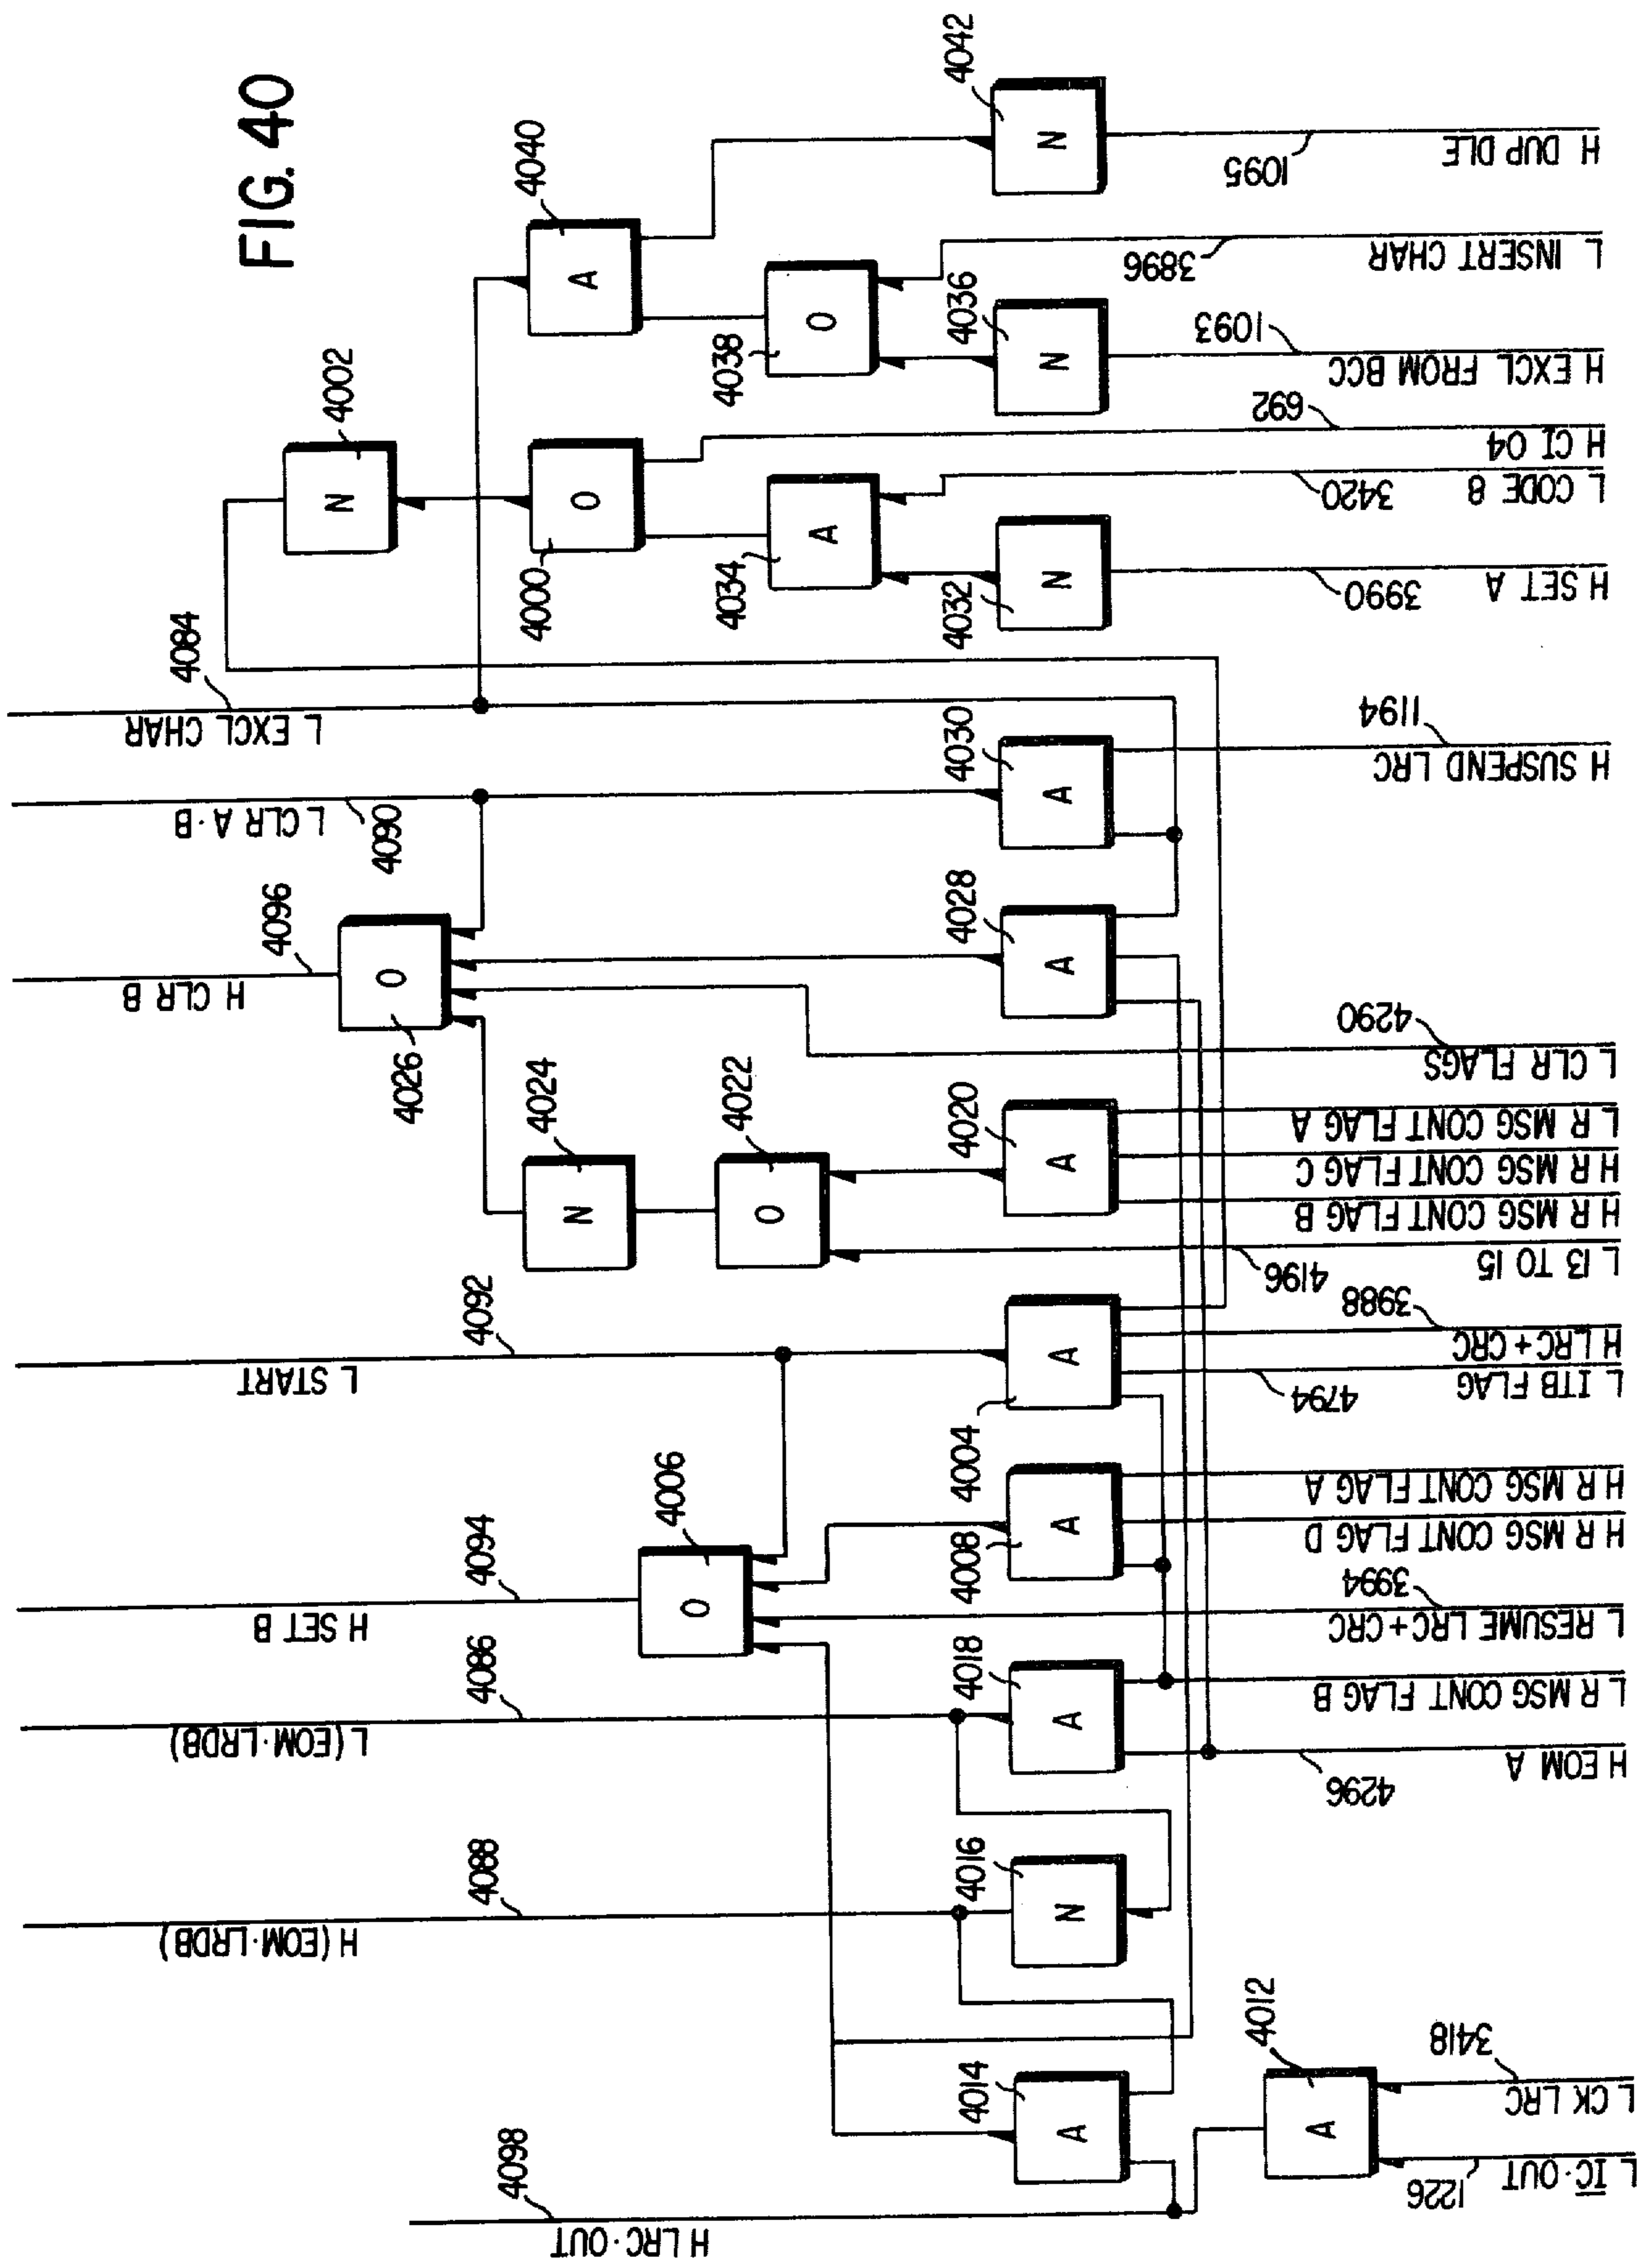 FIG. 40
H LRC·OUT
4098
H (EOM·LRDB)
4088
L (EOM·LRDB)
4086
H SET B
4094
L START
4092
H CLR B
4096
L CLR A·B
4090
L EXCL CHAR
4084
N
4002
O
4026
O
4006
N
4024
O
4022
O
4000
A
4040
A
4034
O
4038
A
4014
N
4016
A
4018
A
4008
A
4004
A
4020
A
4028
A
4030
N
4032
N
4036
N
4042
A
4012
L IC·OUT
1226
L CK LRC
3418
H EOM A
4296
L R MSG CONT FLAG B
L RESUME LRC+CRC
3994
H R MSG CONT FLAG D
H R MSG CONT FLAG A
L ITB FLAG
4794
H LRC+CRC
3988
L 13 TO 15
4196
H R MSG CONT FLAG B
H R MSG CONT FLAG C
L R MSG CONT FLAG A
L CLR FLAGS
4290
H SUSPEND LRC
1194
H SET A
3990
L CODE 8
3420
H CI 04
692
H EXCL FROM BCC
1093
L INSERT CHAR
3896
H DUP DLE
1095